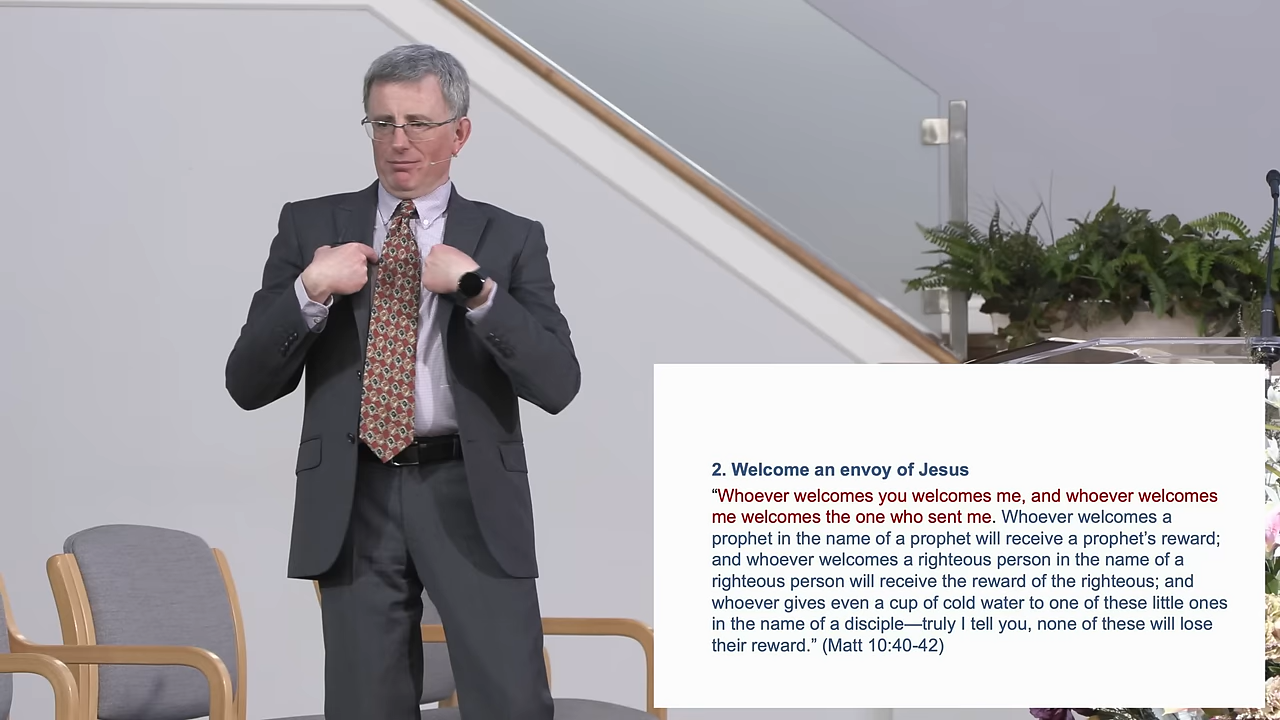 2. Welcome an envoy of Jesus
“Whoever welcomes you welcomes me, and whoever welcomes
me welcomes the one who sent me. Whoever welcomes a
prophet in the name of a prophet will receive a prophet’s reward;
and whoever welcomes a righteous person in the name of a
righteous person will receive the reward of the righteous; and
whoever gives even a cup of cold water to one of these little ones
in the name of a disciple—truly I tell you, none of these will lose
their reward.” (Matt 10:40-42)